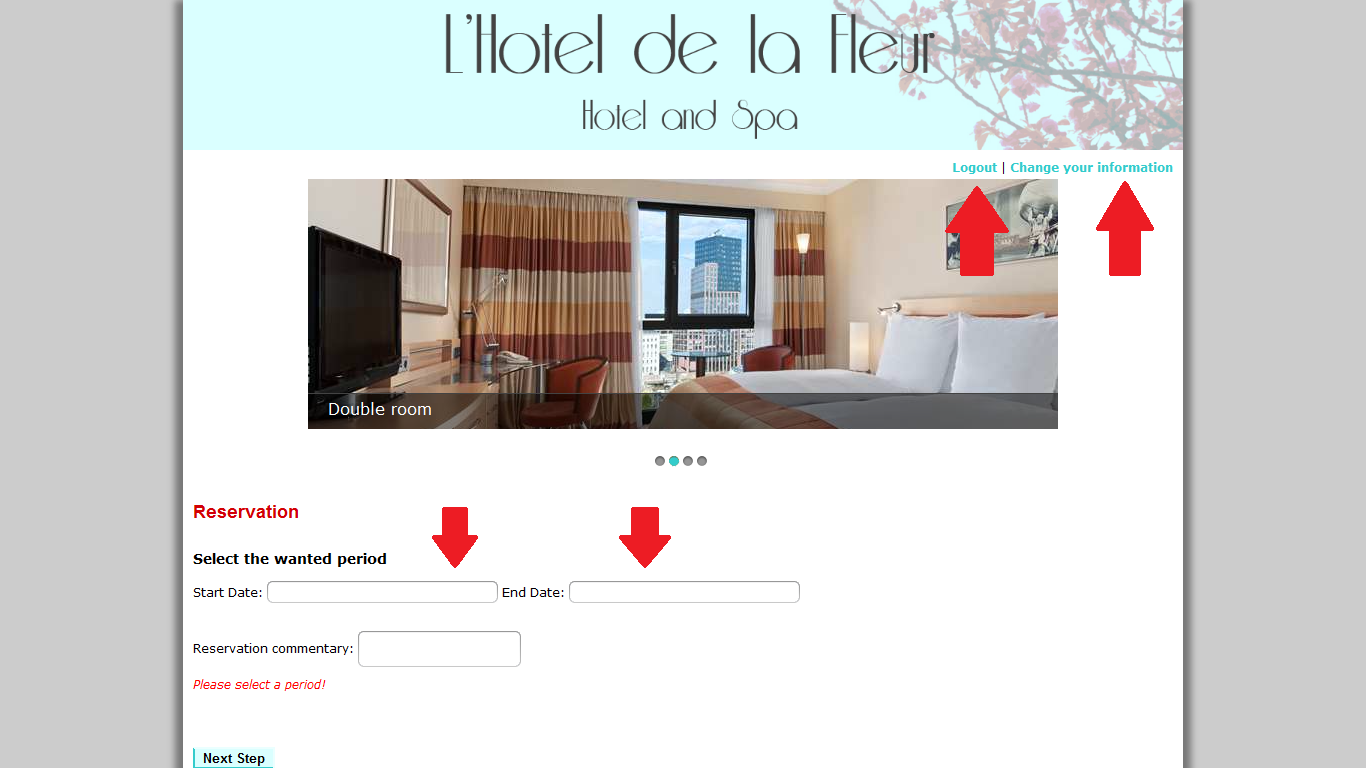 L'Hotel de la Fleur
Hotel and Spa
Logout | Change your information
Double room
Reservation
Select the wanted period
Start Date: End Date:
Reservation commentary:
Please select a period!
Next Step